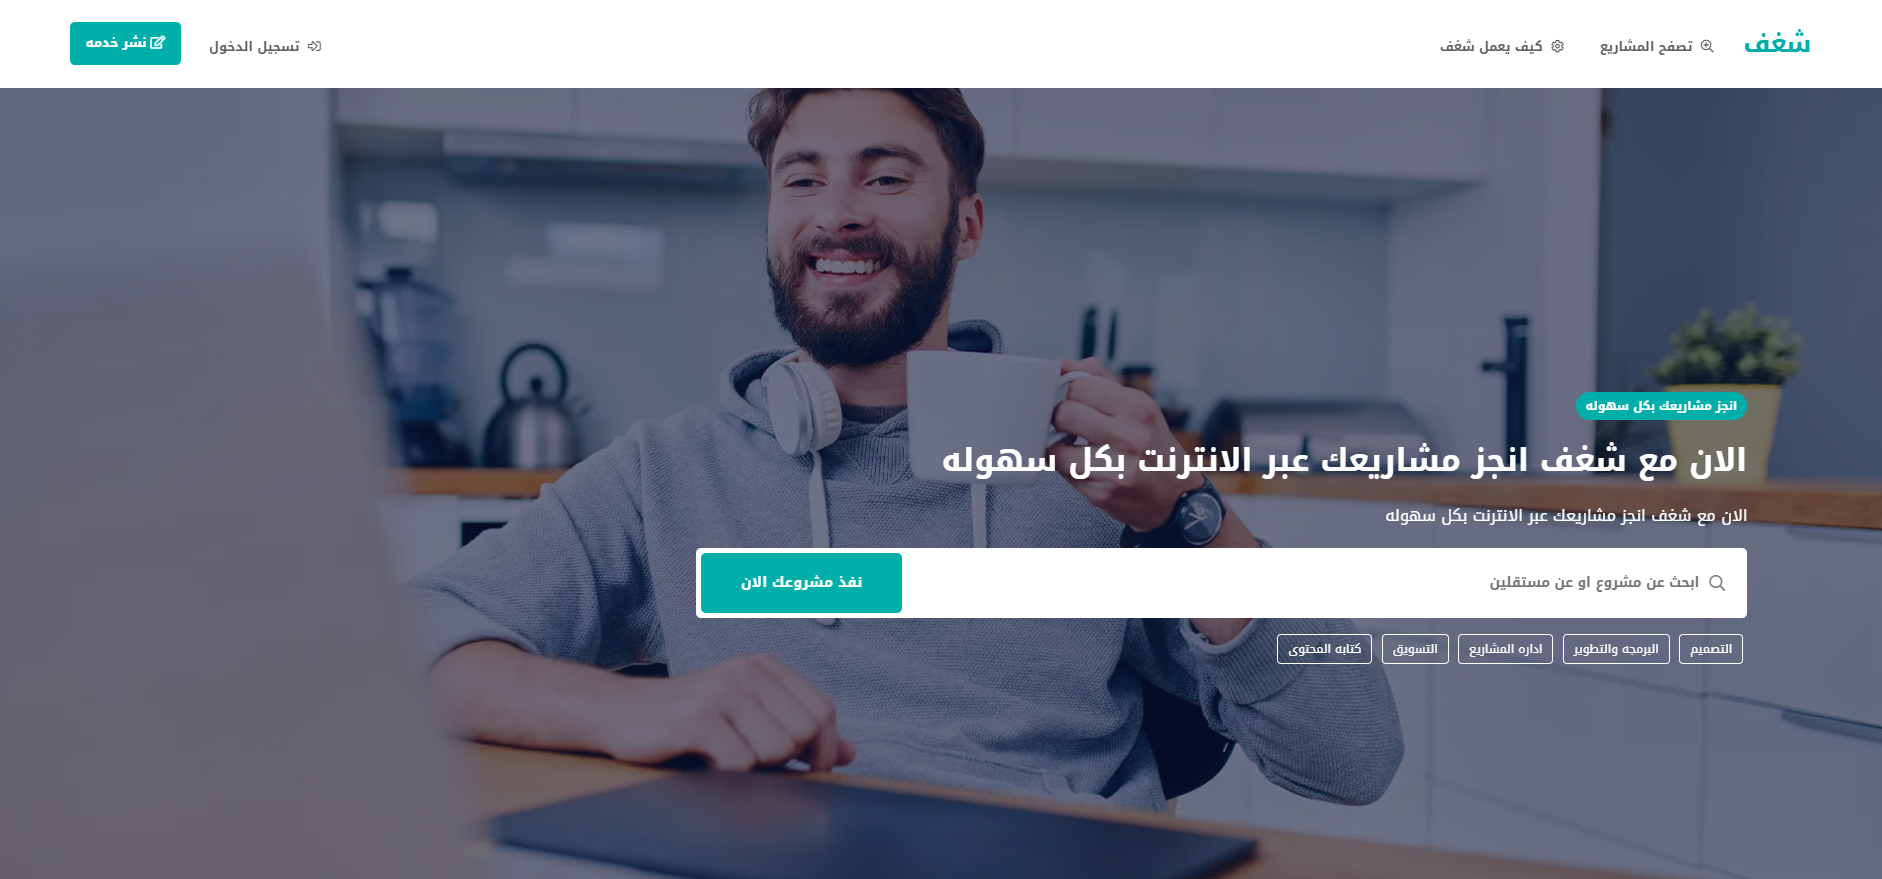 شغف
تصفح المشاريع
كيف يعمل شغف
تسجيل الدخول
نشر خدمه
انجز مشاريعك بكل سهوله
الان مع شغف انجز مشاريعك عبر الانترنت بكل سهوله
الان مع شغف انجز مشاريعك عبر الانترنت بكل سهوله
ابحث عن مشروع او عن مستقلين
نفذ مشروعك الان
التصميم
البرمجه والتطوير
اداره المشاريع
التسويق
كتابه المحتوى